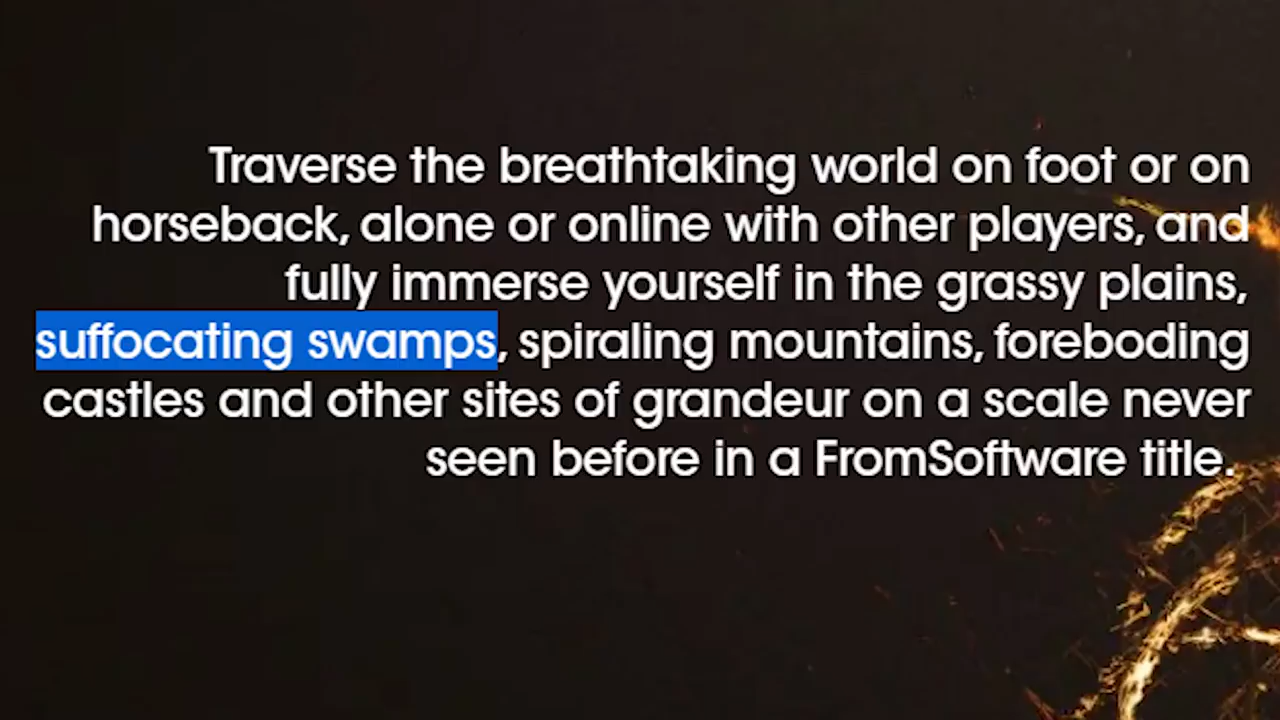 Traverse the breathtaking world on foot or on
horseback, alone or online with other players, and
fully immerse yourself in the grassy plains,
suffocating swamps, spiraling mountains, foreboding
castles and other sites of grandeur on a scale never
seen before in a FromSoftware title.